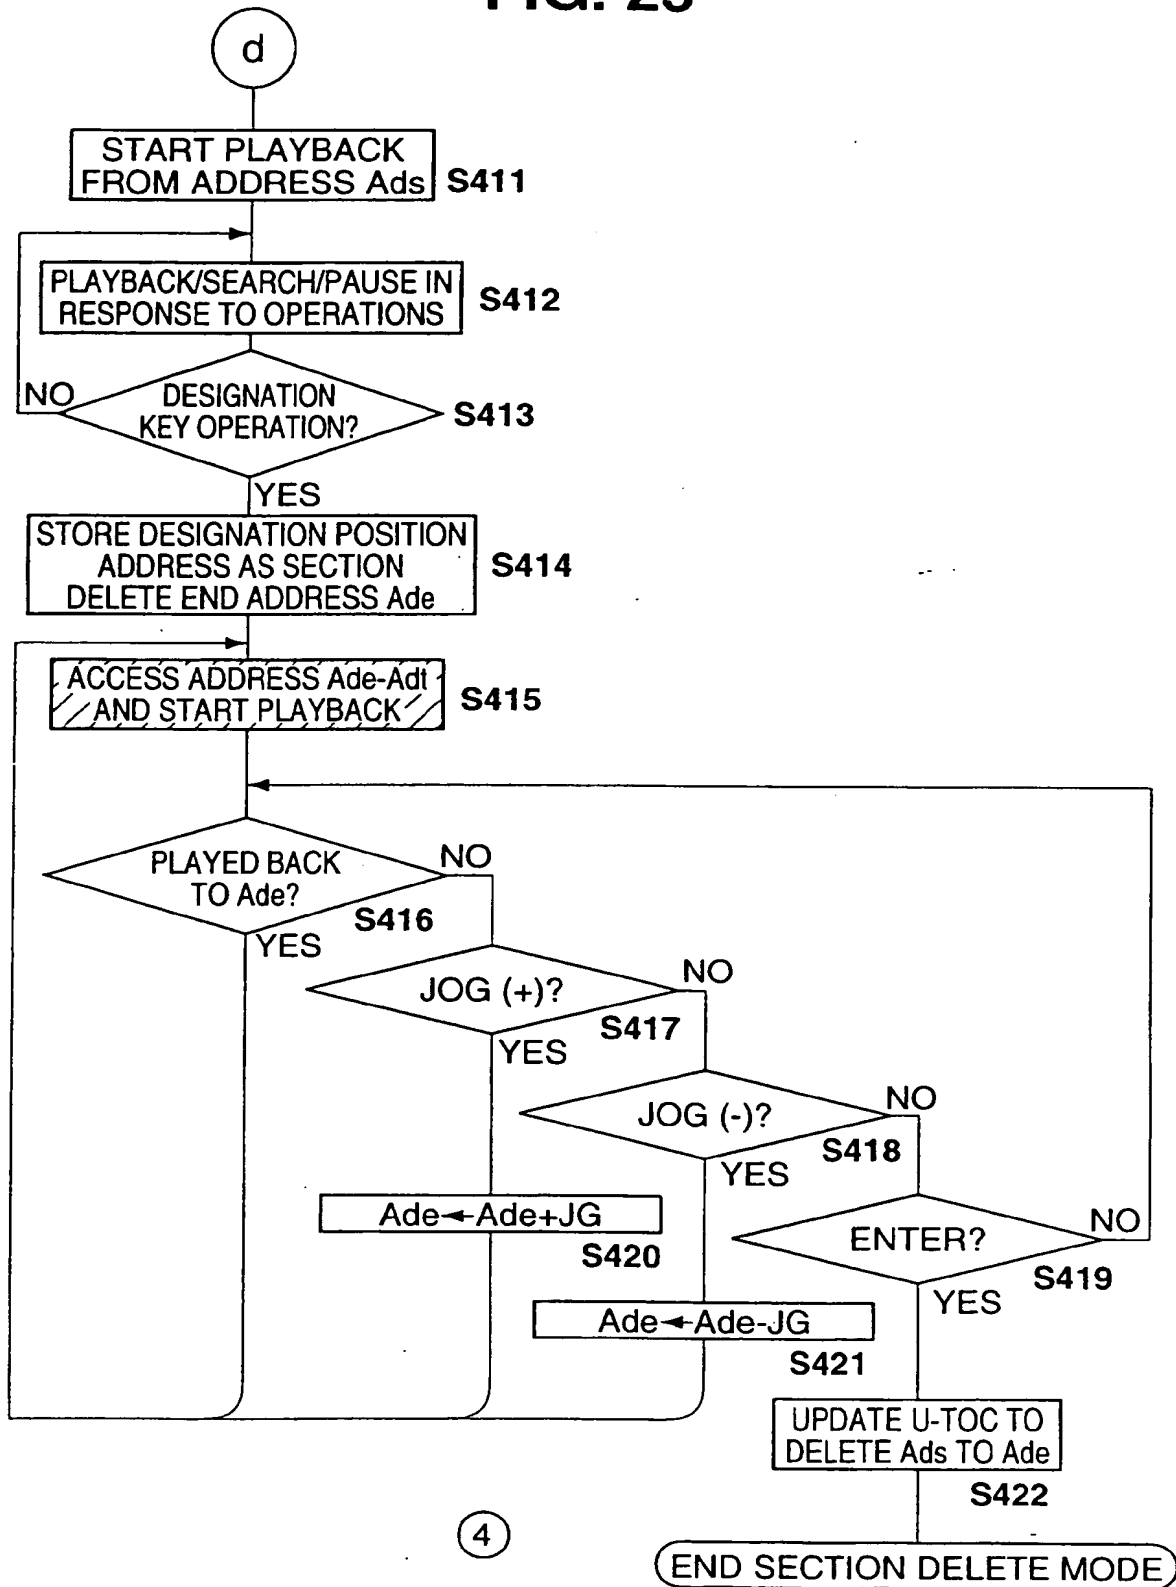 FIG. 23
d
START PLAYBACK
FROM ADDRESS Ads
S411
PLAYBACK/SEARCH/PAUSE IN
RESPONSE TO OPERATIONS
S412
NO
DESIGNATION
KEY OPERATION?
S413
YES
STORE DESIGNATION POSITION
ADDRESS AS SECTION
DELETE END ADDRESS Ade
S414
ACCESS ADDRESS Ade-Adt
AND START PLAYBACK
S415
PLAYED BACK
TO Ade?
NO
S416
YES
JOG (+)?
NO
S417
YES
JOG (-)?
NO
S418
YES
Ade←Ade+JG
S420
ENTER?
NO
S419
YES
Ade←Ade-JG
S421
UPDATE U-TOC TO
DELETE Ads TO Ade
S422
4
END SECTION DELETE MODE